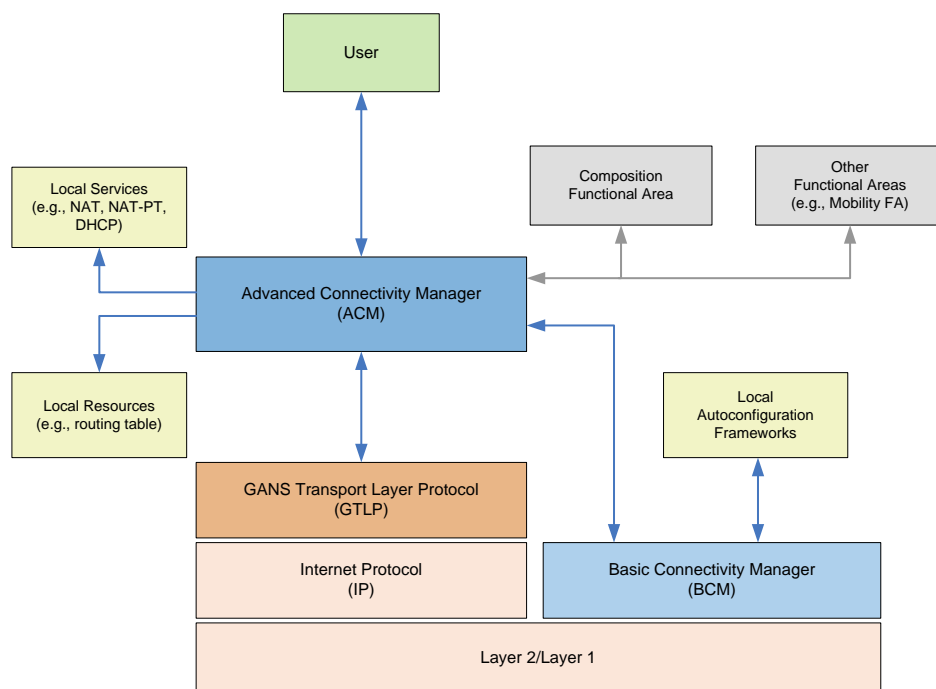 User
Local Services
(e.g., NAT, NAT-PT,
DHCP)
Composition
Functional Area
Other
Functional Areas
(e.g., Mobility FA)
Advanced Connectivity Manager
(ACM)
Local Resources
(e.g., routing table)
Local
Autoconfiguration
Frameworks
GANS Transport Layer Protocol
(GTLP)
Internet Protocol
(IP)
Basic Connectivity Manager
(BCM)
Layer 2/Layer 1